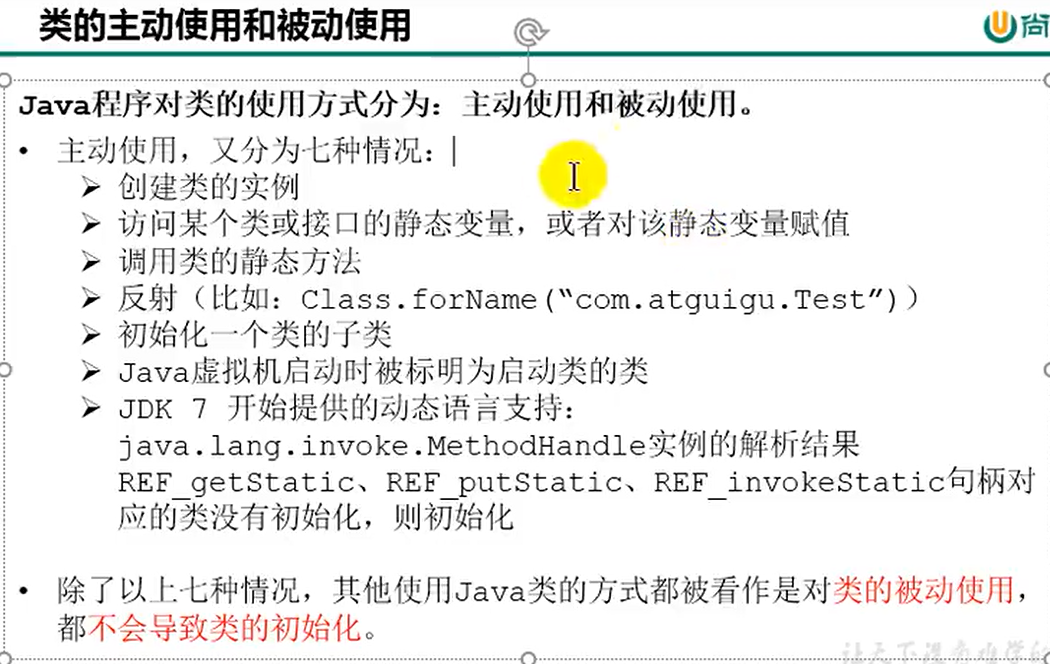 类的主动使用和被动使用
尚
Java程序对类的使用方式分为：主动使用和被动使用。
• 主动使用，又分为七种情况：
➢ 创建类的实例
➢ 访问某个类或接口的静态变量，或者对该静态变量赋值
➢ 调用类的静态方法
➢ 反射（比如：Class.forName(“com.atguigu.Test”)）
➢ 初始化一个类的子类
➢ Java虚拟机启动时被标明为启动类的类
➢ JDK 7 开始提供的动态语言支持：
java.lang.invoke.MethodHandle实例的解析结果
REF_getStatic、REF_putStatic、REF_invokeStatic句柄对
应的类没有初始化，则初始化
• 除了以上七种情况，其他使用Java类的方式都被看作是对类的被动使用，
都不会导致类的初始化。